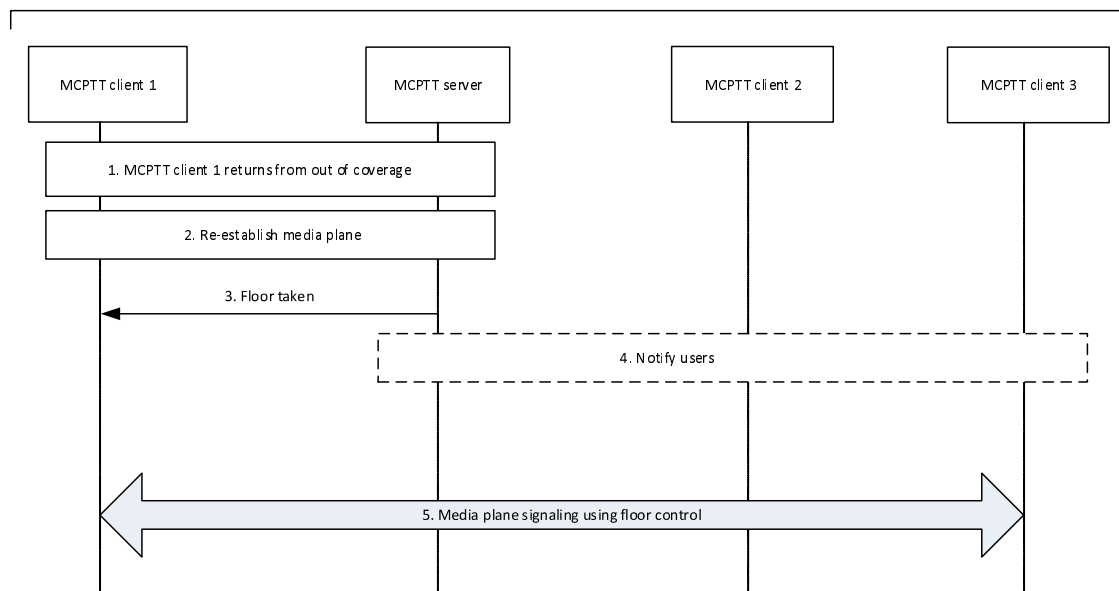 MCPTT client 1
MCPTT server
MCPTT client 2
MCPTT client 3
1. MCPTT client 1 returns from out of coverage
2. Re-establish media plane
3. Floor taken
4. Notify users
5. Media plane signaling using floor control